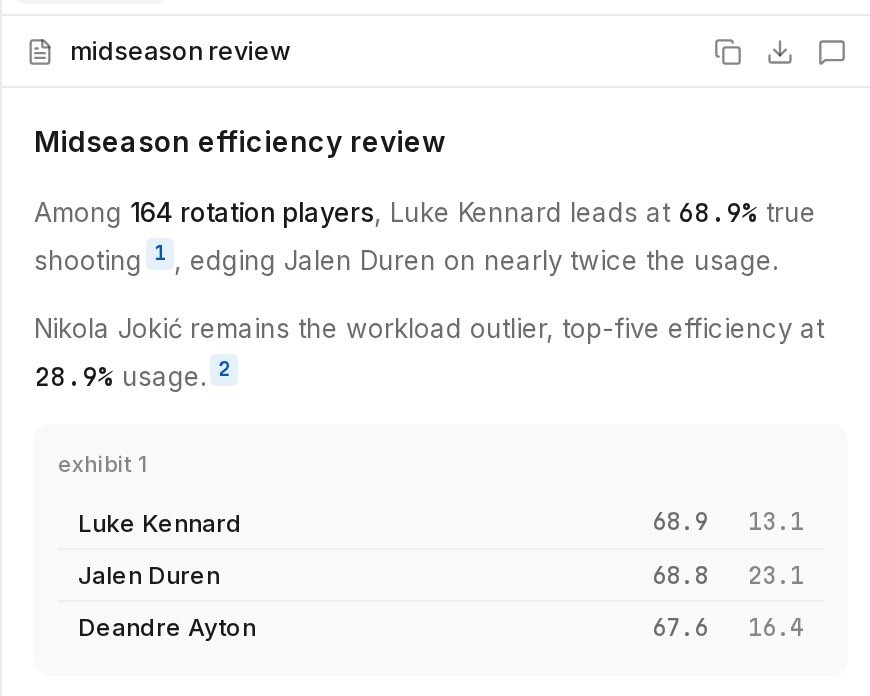 midseason review
Midseason efficiency review
Among 164 rotation players, Luke Kennard leads at 68.9% true
shooting 1, edging Jalen Duren on nearly twice the usage.
Nikola Jokić remains the workload outlier, top-five efficiency at
28.9% usage. 2
exhibit 1
Luke Kennard 68.9 13.1
Jalen Duren 68.8 23.1
Deandre Ayton 67.6 16.4